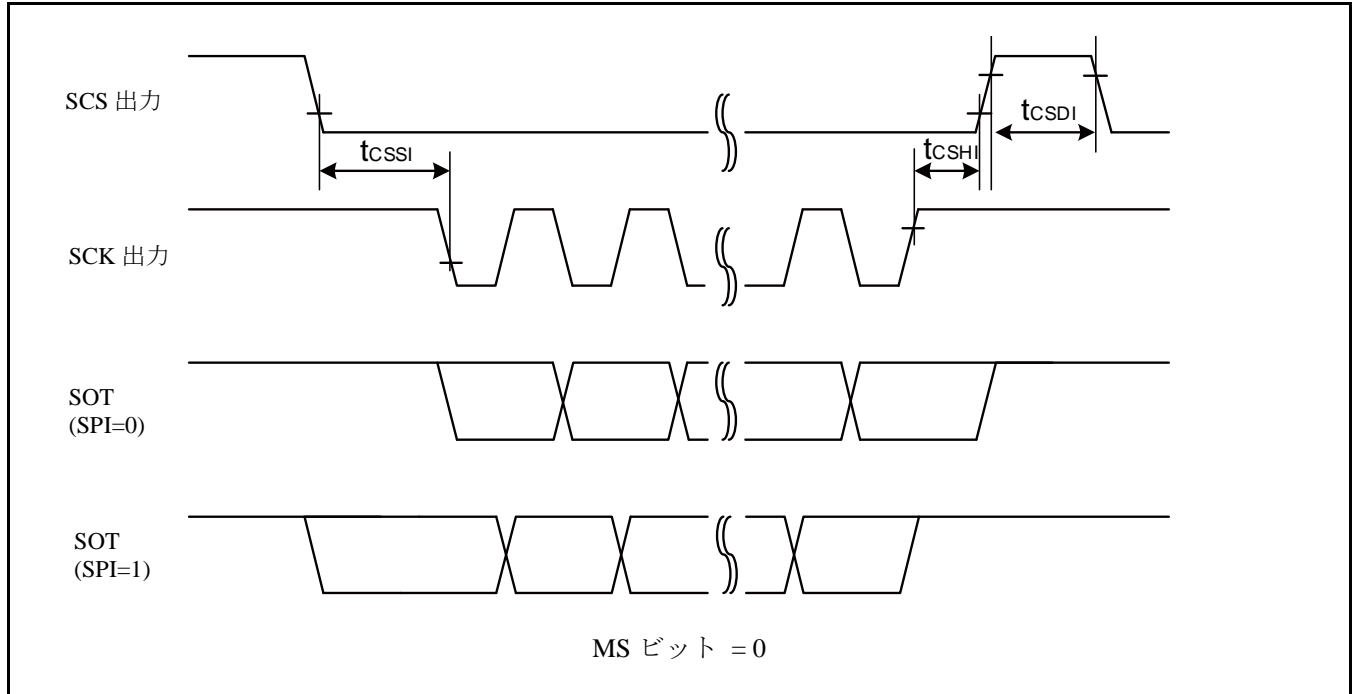 SCS 出力
tCSSI
tCSHI
tCSDI
SCK 出力
SOT
(SPI=0)
SOT
(SPI=1)
MS ビット = 0